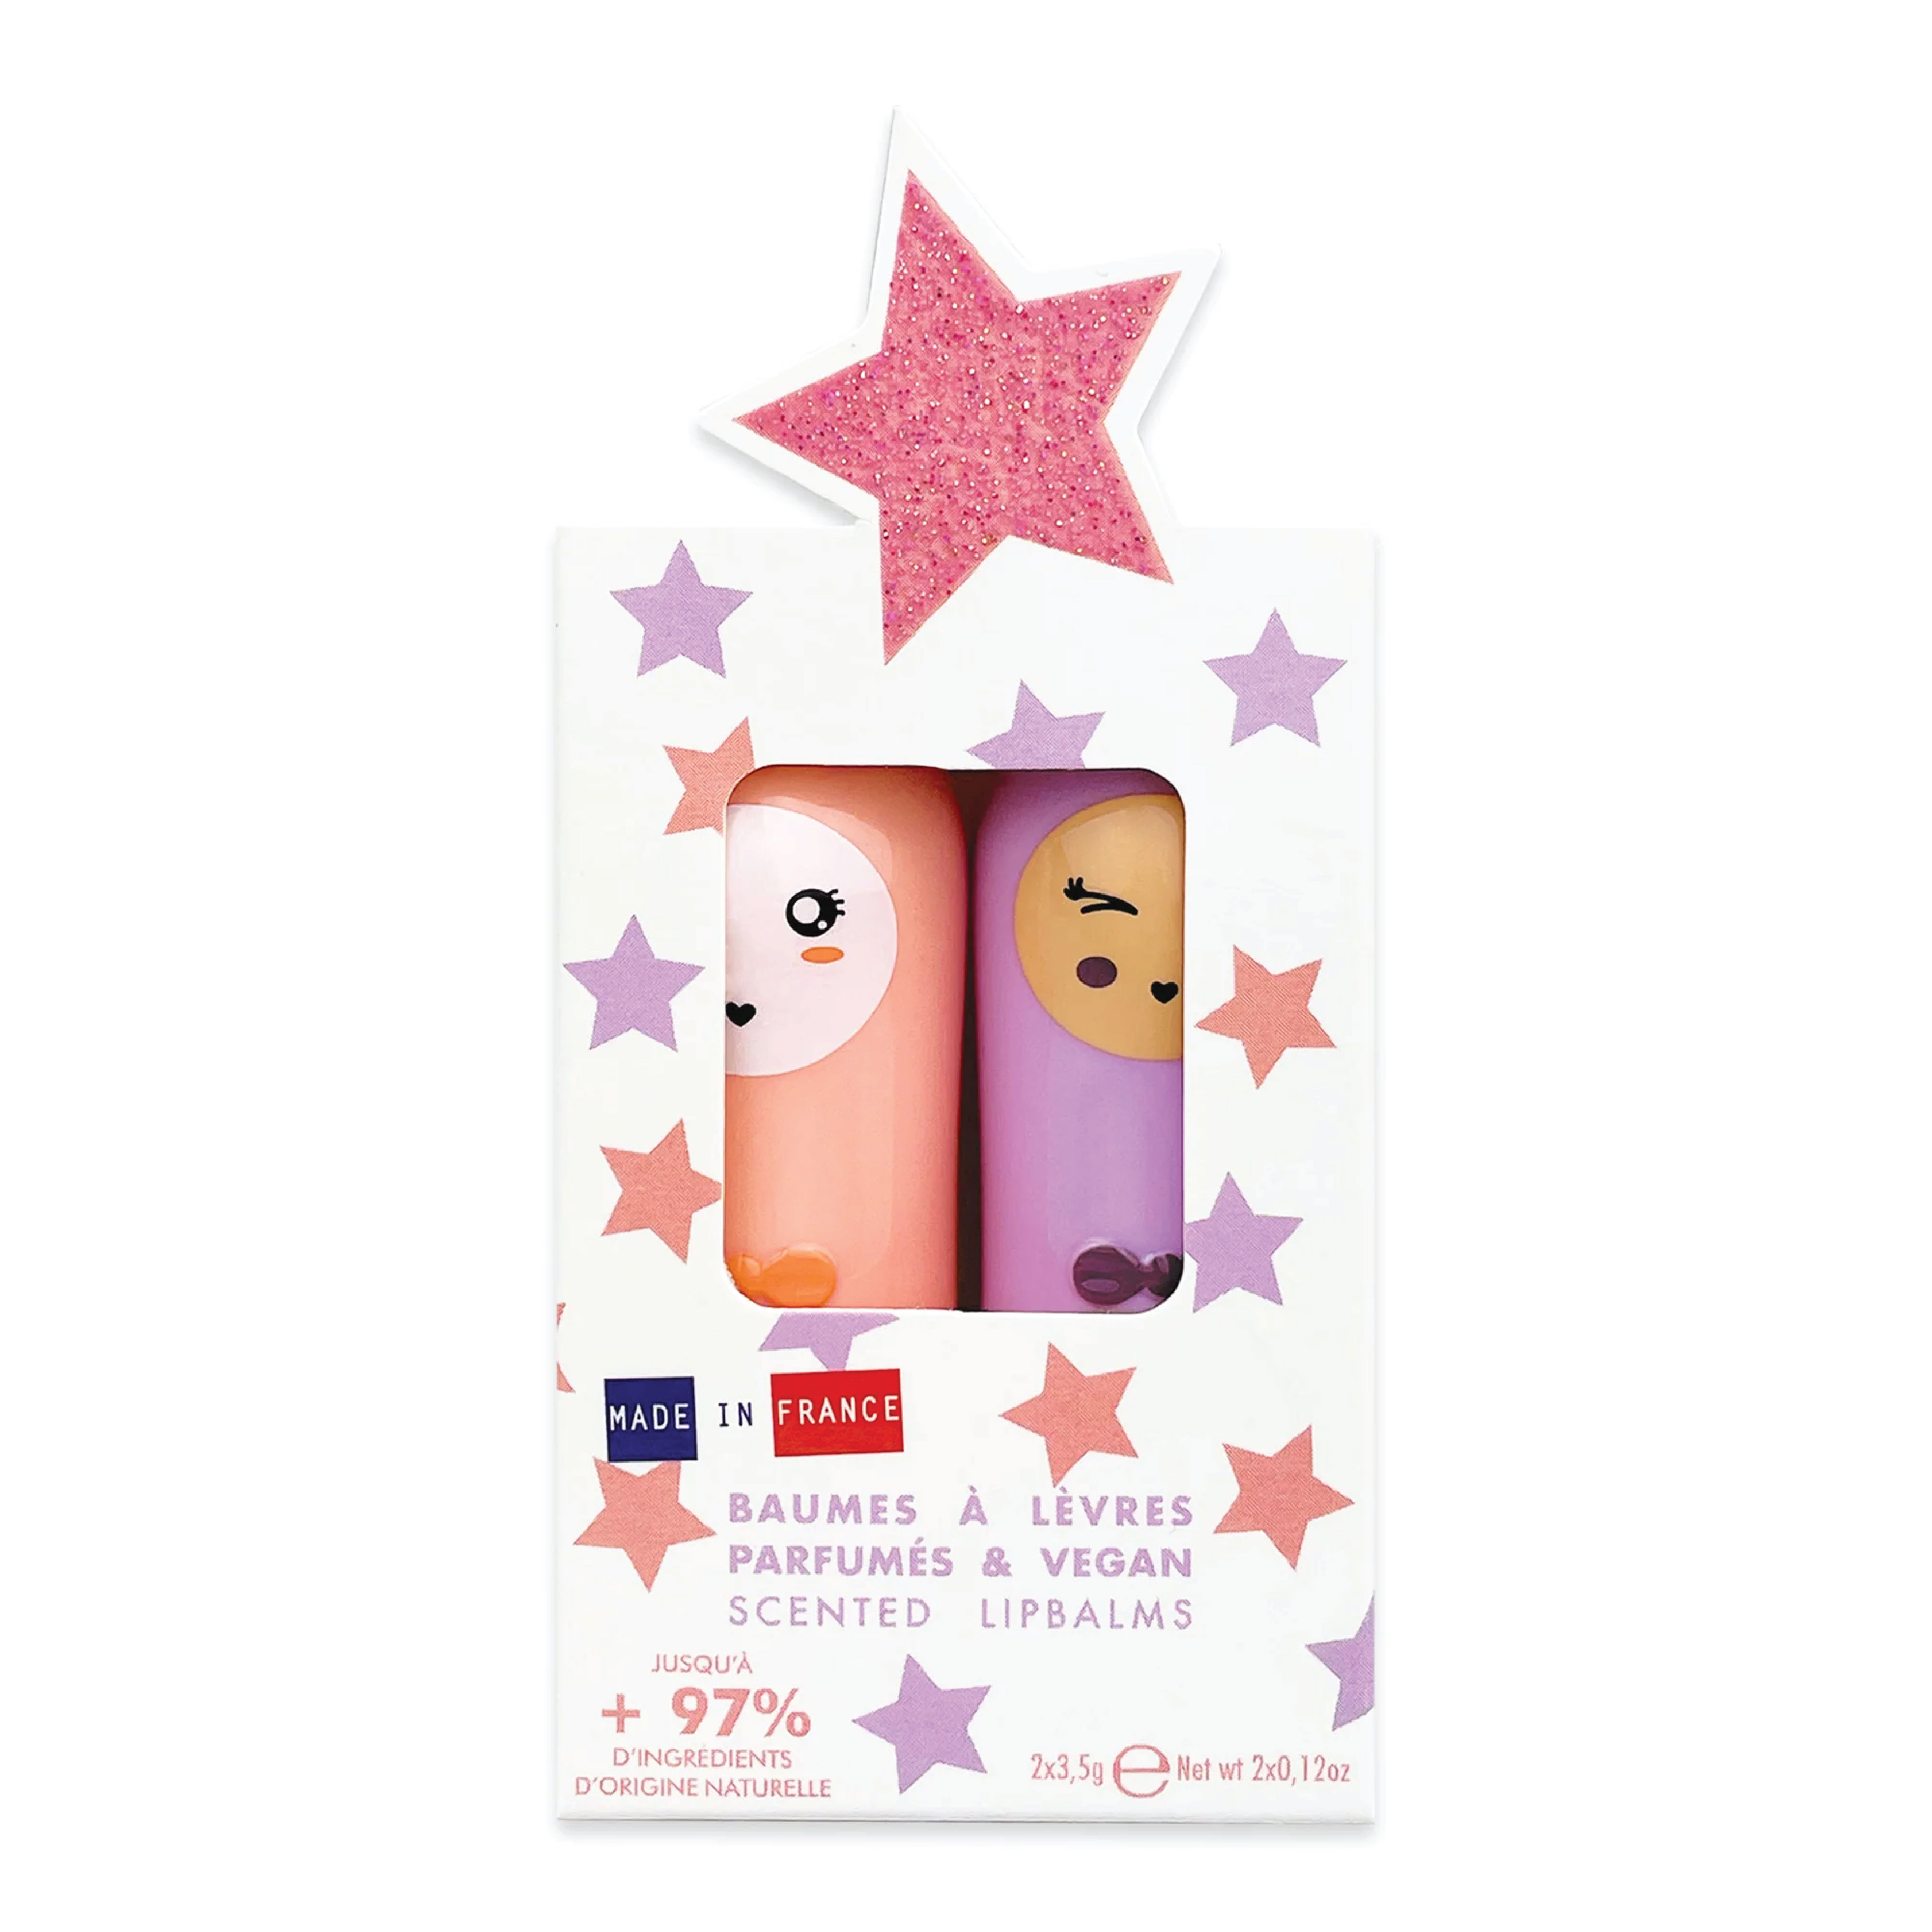 MADE IN FRANCE
BAUMES À LÈVRES
PARFUMÉS & VEGAN
SCENTED LIPBALMS
JUSQU'À
+ 97%
D'INGRÉDIENTS
D'ORIGINE NATURELLE
2x3,5g e Net wt 2x0,12oz